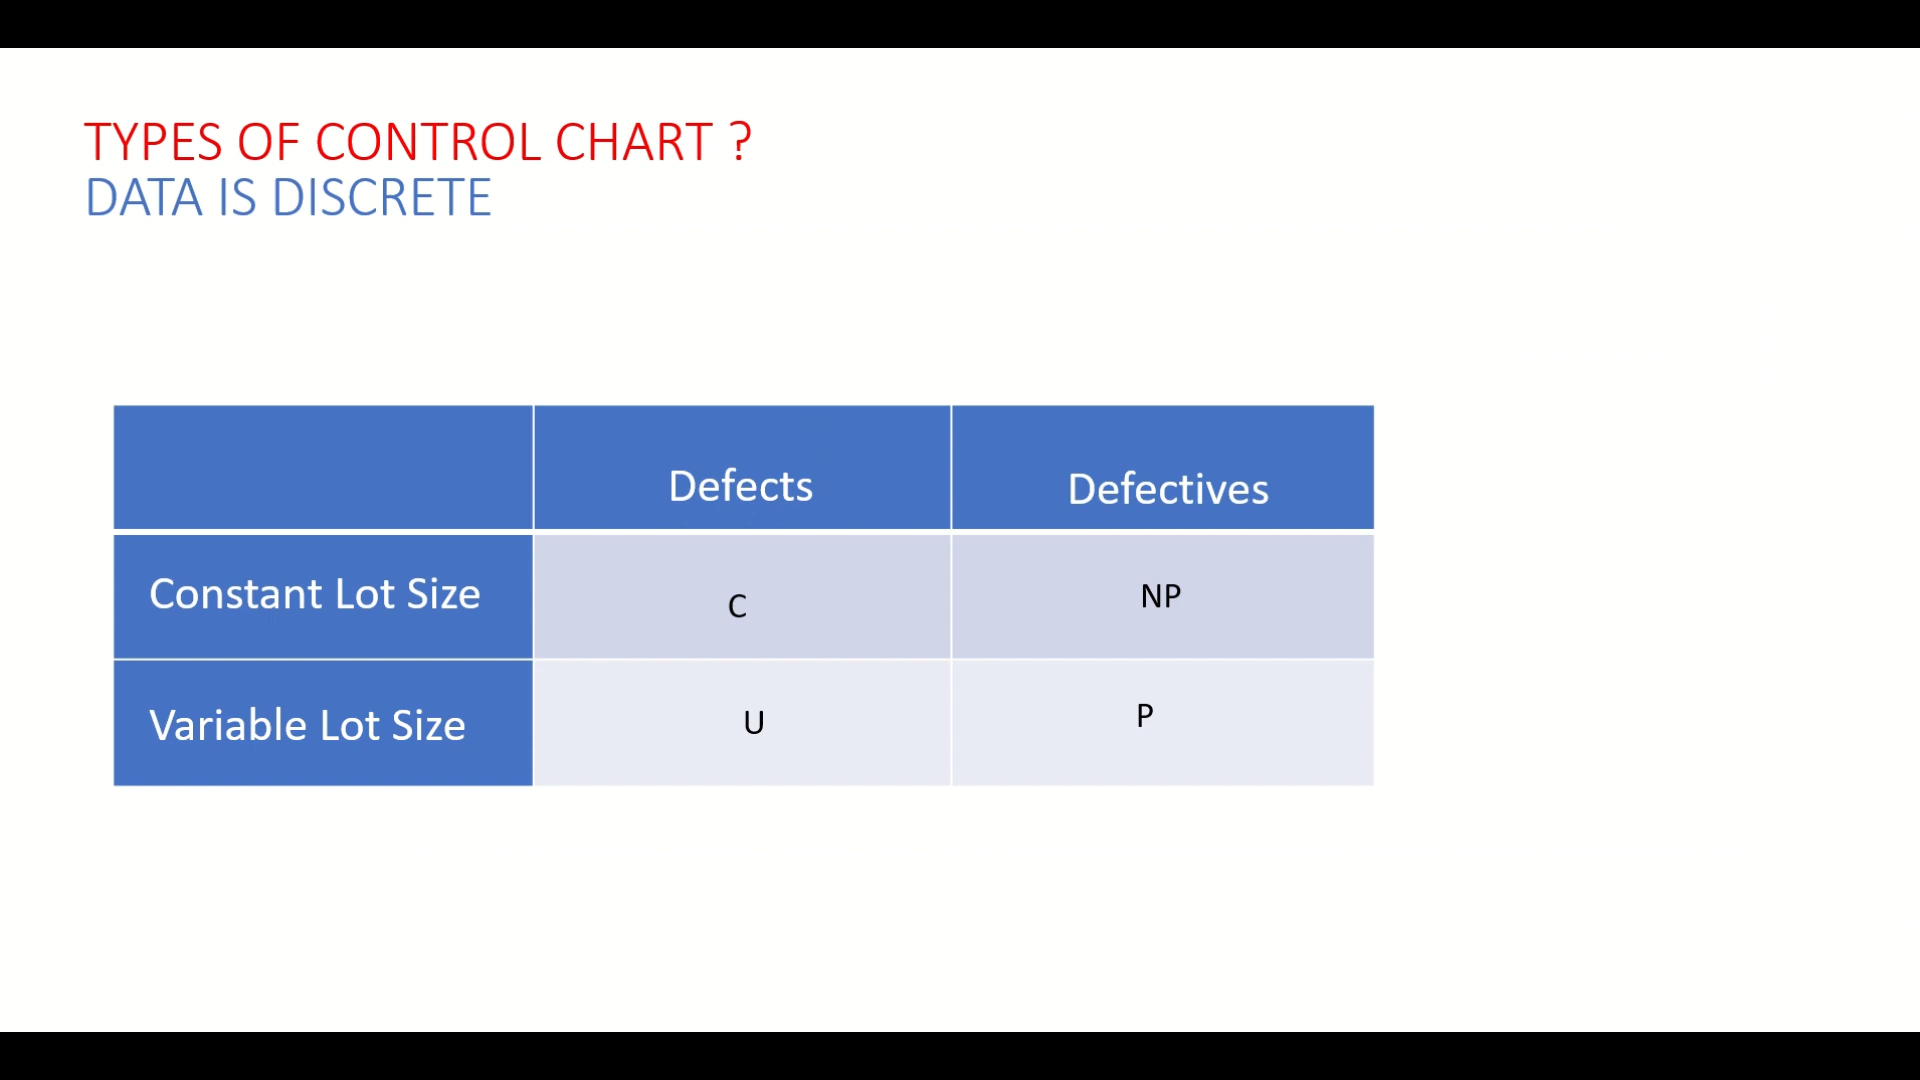 TYPES OF CONTROL CHART ?
DATA IS DISCRETE
Defects Defectives
Constant Lot Size C NP
Variable Lot Size U P